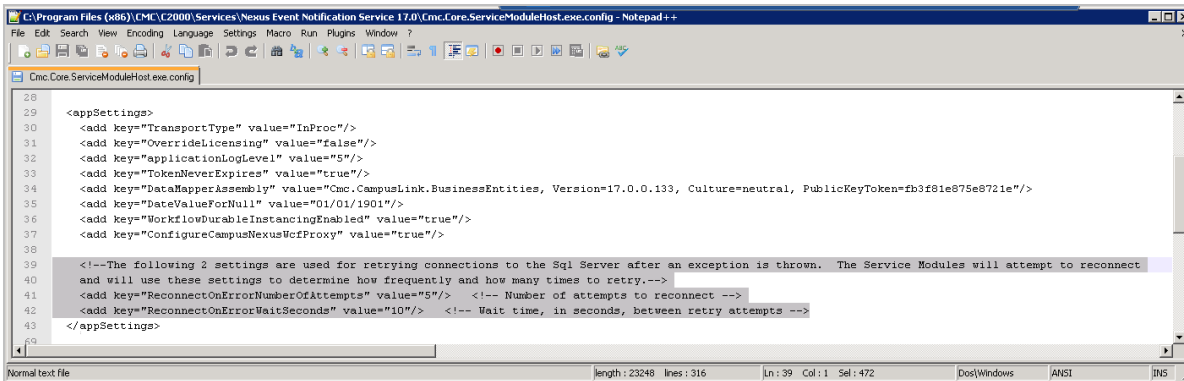 C:\Program Files (x86)\CMC\C2000\Services\Nexus Event Notification Service 17.0\Cmc.Core.ServiceModuleHost.exe.config - Notepad++
File Edit Search View Encoding Language Settings Macro Run Plugins Window ?
Cmc.Core.ServiceModuleHost.exe.config
28
29 <appSettings>
30 <add key="TransportType" value="InProc"/>
31 <add key="OverrideLicensing" value="false"/>
32 <add key="applicationLogLevel" value="5"/>
33 <add key="TokenNeverExpires" value="true"/>
34 <add key="DataMapperAssembly" value="Cmc.CampusLink.BusinessEntities, Version=17.0.0.133, Culture=neutral, PublicKeyToken=fb3f81e875e8721e"/>
35 <add key="DateValueForNull" value="01/01/1901"/>
36 <add key="WorkflowDurableInstancingEnabled" value="true"/>
37 <add key="ConfigureCampusNexusWcfProxy" value="true"/>
38
39 <!--The following 2 settings are used for retrying connections to the Sql Server after an exception is thrown.  The Service Modules will attempt to reconnect
40 and will use these settings to determine how frequently and how many times to retry.-->
41 <add key="ReconnectOnErrorNumberOfAttempts" value="5"/>   <!-- Number of attempts to reconnect -->
42 <add key="ReconnectOnErrorWaitSeconds" value="10"/>   <!-- Wait time, in seconds, between retry attempts -->
43 </appSettings>
69
Normal text file length : 23248 lines : 316 Ln : 39 Col : 1 Sel : 472 Dos\Windows ANSI INS